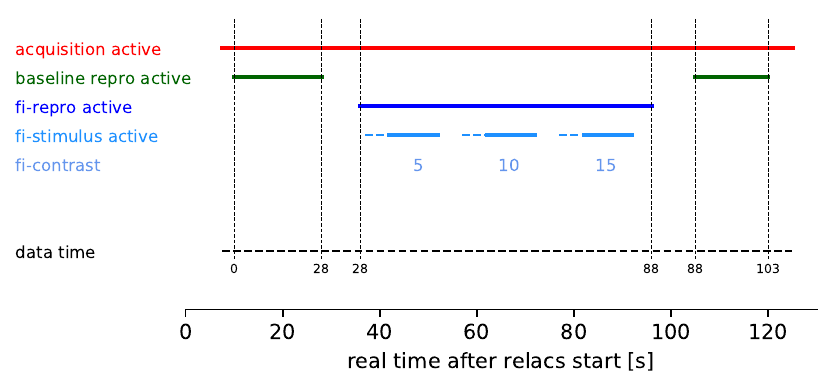 acquisition active
baseline repro active
fi-repro active
fi-stimulus active
fi-contrast 5 10 15
data time
0 28 28 88 88 103
0 20 40 60 80 100 120
real time after relacs start [s]